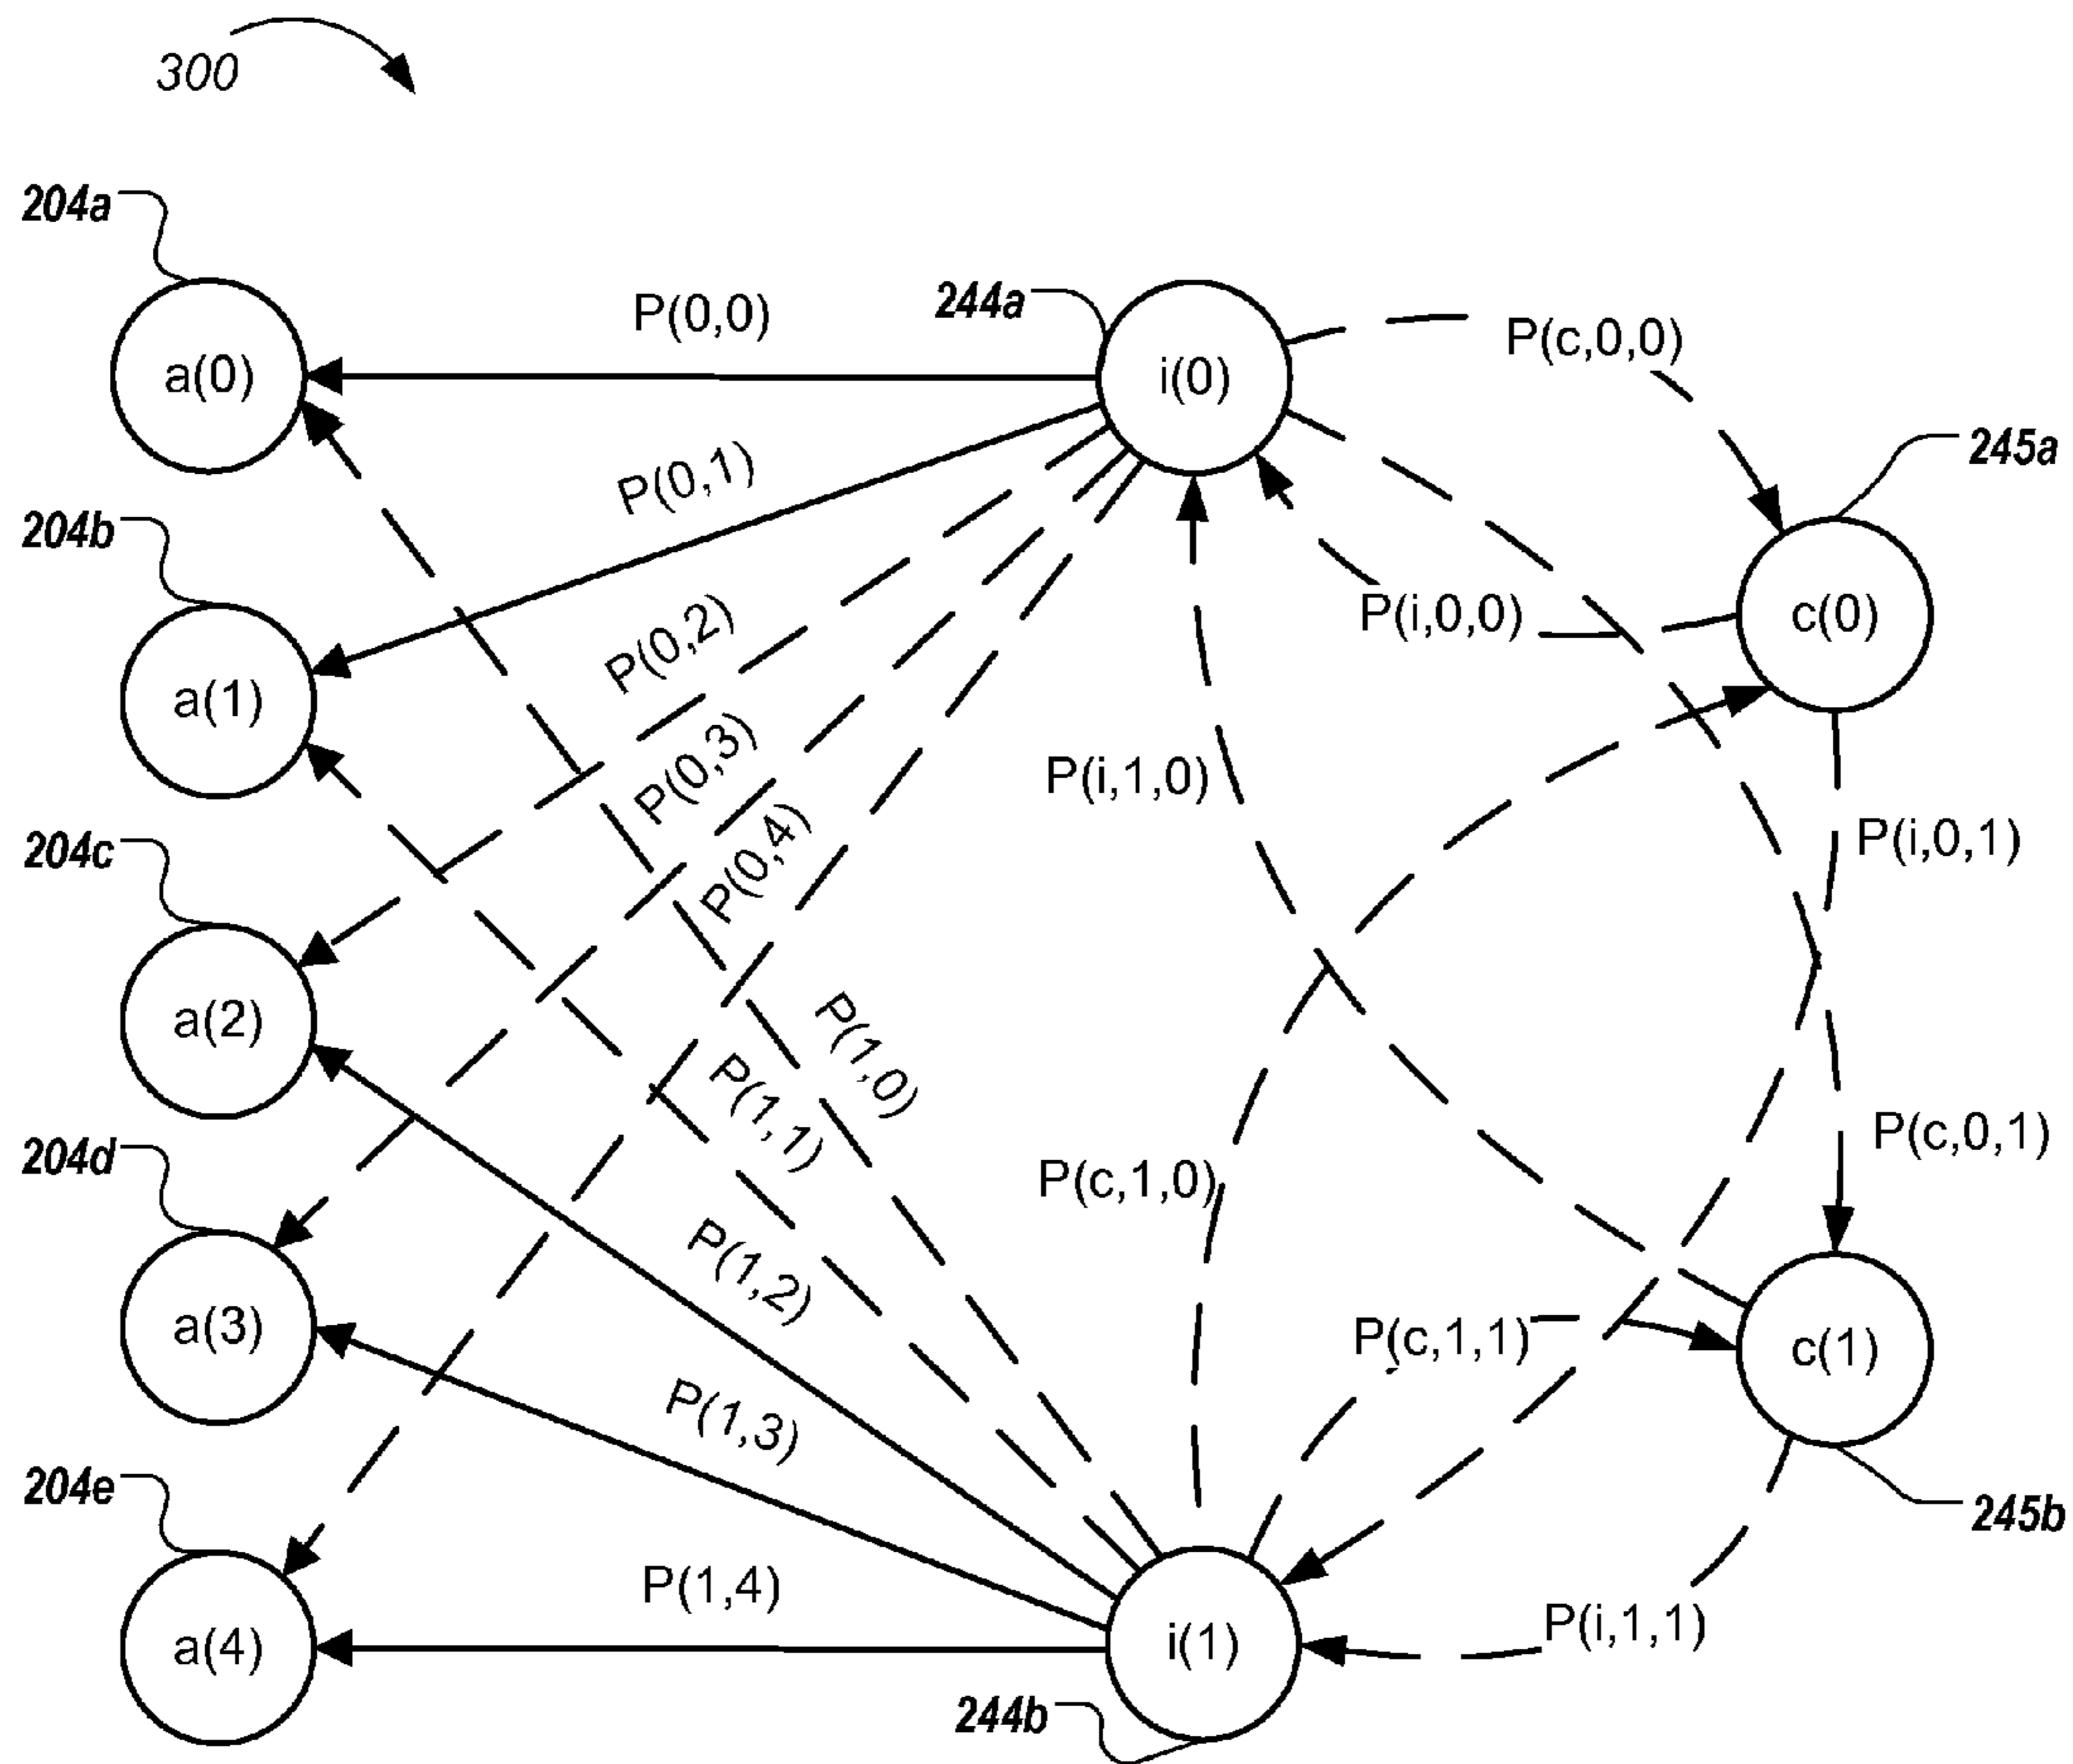 300
204a
a(0)
P(0,0)
244a
i(0)
P(c,0,0)
245a
P(0,1)
204b
a(1)
P(0,2)
P(i,0,0)
c(0)
P(0,3)
P(i,1,0)
P(0,4)
P(i,0,1)
204c
a(2)
P(1,0)
P(1,1)
P(c,0,1)
204d
P(c,1,0)
P(1,2)
a(3)
P(c,1,1)
c(1)
P(1,3)
204e
245b
P(1,4)
a(4)
i(1)
P(i,1,1)
244b